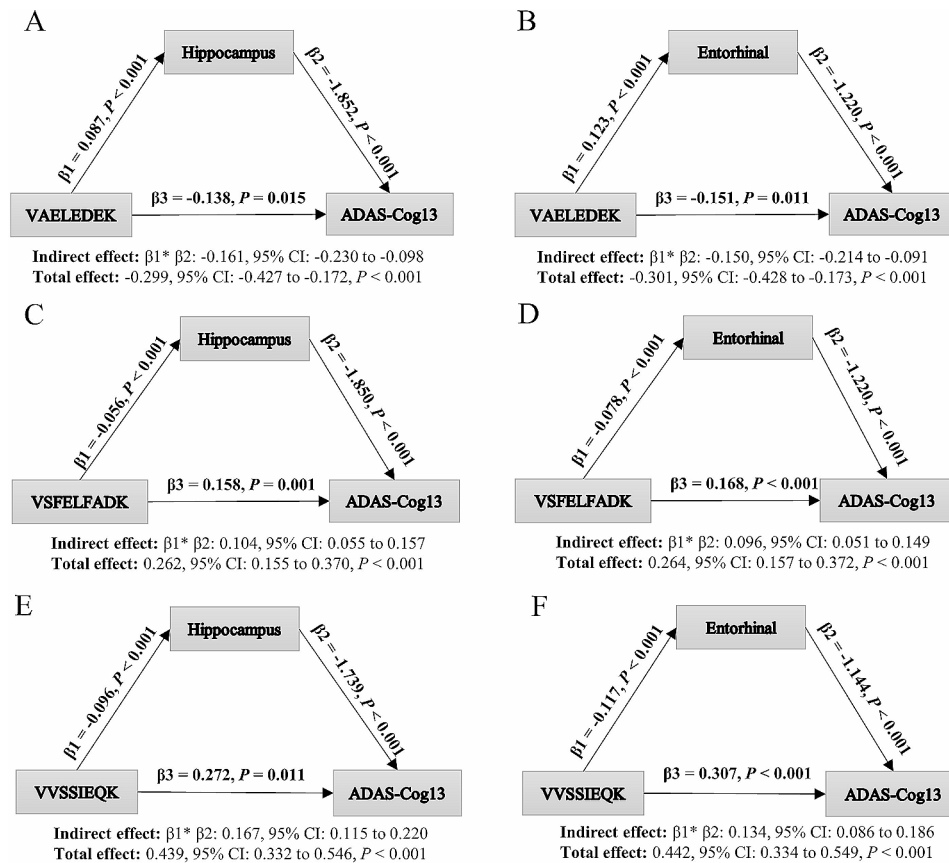 A
Hippocampus
β1 = 0.087, P < 0.001
β2 = -1.852, P < 0.001
VAELEDEK
β3 = -0.138, P = 0.015
ADAS-Cog13
Indirect effect: β1* β2: -0.161, 95% CI: -0.230 to -0.098
Total effect: -0.299, 95% CI: -0.427 to -0.172, P < 0.001
B
Entorhinal
β1 = 0.123, P < 0.001
β2 = -1.220, P < 0.001
VAELEDEK
β3 = -0.151, P = 0.011
ADAS-Cog13
Indirect effect: β1* β2: -0.150, 95% CI: -0.214 to -0.091
Total effect: -0.301, 95% CI: -0.428 to -0.173, P < 0.001
C
Hippocampus
β1 = -0.056, P < 0.001
β2 = -1.850, P < 0.001
VSFELFADK
β3 = 0.158, P = 0.001
ADAS-Cog13
Indirect effect: β1* β2: 0.104, 95% CI: 0.055 to 0.157
Total effect: 0.262, 95% CI: 0.155 to 0.370, P < 0.001
D
Entorhinal
β1 = -0.078, P < 0.001
β2 = -1.220, P < 0.001
VSFELFADK
β3 = 0.168, P < 0.001
ADAS-Cog13
Indirect effect: β1* β2: 0.096, 95% CI: 0.051 to 0.149
Total effect: 0.264, 95% CI: 0.157 to 0.372, P < 0.001
E
Hippocampus
β1 = -0.096, P < 0.001
β2 = -1.739, P < 0.001
VVSSIEQK
β3 = 0.272, P = 0.011
ADAS-Cog13
Indirect effect: β1* β2: 0.167, 95% CI: 0.115 to 0.220
Total effect: 0.439, 95% CI: 0.332 to 0.546, P < 0.001
F
Entorhinal
β1 = -0.117, P < 0.001
β2 = -1.144, P < 0.001
VVSSIEQK
β3 = 0.307, P < 0.001
ADAS-Cog13
Indirect effect: β1* β2: 0.134, 95% CI: 0.086 to 0.186
Total effect: 0.442, 95% CI: 0.334 to 0.549, P < 0.001